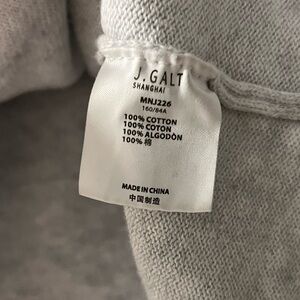 J.GALT
SHANGHAI
MNJ226
160/84A
100% COTTON
100% COTON
100% ALGODÓN
100% 棉
MADE IN CHINA
中国制造